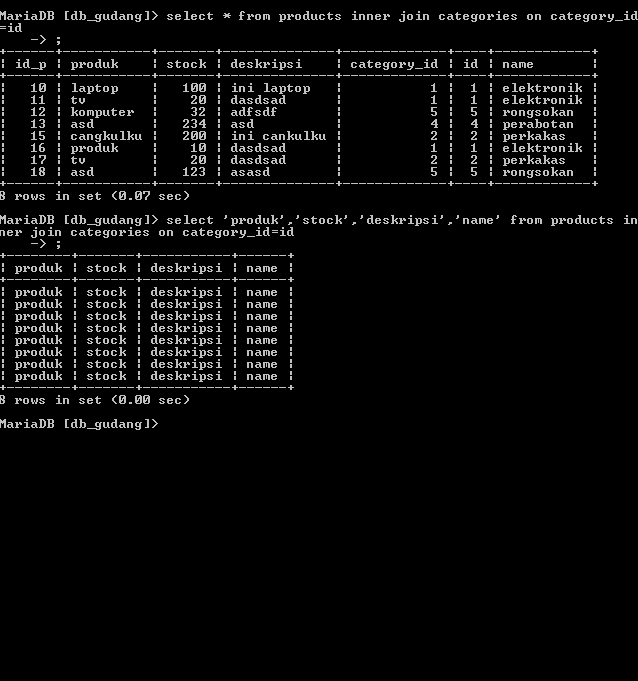 MariaDB [db_gudang]> select * from products inner join categories on category_id
=id
    -> ;
+------+-----------+-------+--------------+-------------+----+------------+
¦ id_p ¦ produk    ¦ stock ¦ deskripsi    ¦ category_id ¦ id ¦ name       ¦
+------+-----------+-------+--------------+-------------+----+------------+
¦   10 ¦ laptop    ¦   100 ¦ ini laptop   ¦           1 ¦  1 ¦ elektronik ¦
¦   11 ¦ tv        ¦    20 ¦ dasdsad      ¦           1 ¦  1 ¦ elektronik ¦
¦   12 ¦ komputer  ¦    32 ¦ adfsdf       ¦           5 ¦  5 ¦ rongsokan  ¦
¦   13 ¦ asd       ¦   234 ¦ asd          ¦           4 ¦  4 ¦ perabotan  ¦
¦   15 ¦ cangkulku ¦   200 ¦ ini cankulku ¦           2 ¦  2 ¦ perkakas   ¦
¦   16 ¦ produk    ¦    10 ¦ dasdsad      ¦           1 ¦  1 ¦ elektronik ¦
¦   17 ¦ tv        ¦    20 ¦ dasdsad      ¦           2 ¦  2 ¦ perkakas   ¦
¦   18 ¦ asd       ¦   123 ¦ asasd        ¦           5 ¦  5 ¦ rongsokan  ¦
+------+-----------+-------+--------------+-------------+----+------------+
8 rows in set (0.07 sec)
MariaDB [db_gudang]> select 'produk','stock','deskripsi','name' from products in
ner join categories on category_id=id
    -> ;
+--------+-------+-----------+------+
¦ produk ¦ stock ¦ deskripsi ¦ name ¦
+--------+-------+-----------+------+
¦ produk ¦ stock ¦ deskripsi ¦ name ¦
¦ produk ¦ stock ¦ deskripsi ¦ name ¦
¦ produk ¦ stock ¦ deskripsi ¦ name ¦
¦ produk ¦ stock ¦ deskripsi ¦ name ¦
¦ produk ¦ stock ¦ deskripsi ¦ name ¦
¦ produk ¦ stock ¦ deskripsi ¦ name ¦
¦ produk ¦ stock ¦ deskripsi ¦ name ¦
¦ produk ¦ stock ¦ deskripsi ¦ name ¦
+--------+-------+-----------+------+
8 rows in set (0.00 sec)
MariaDB [db_gudang]>